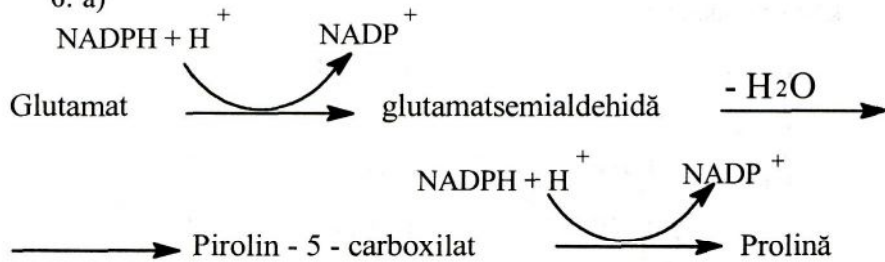 6. a)
NADPH + H+ NADP+
Glutamat glutamatsemialdehidă - H2O
NADPH + H+ NADP+
Pirolin - 5 - carboxilat Prolină